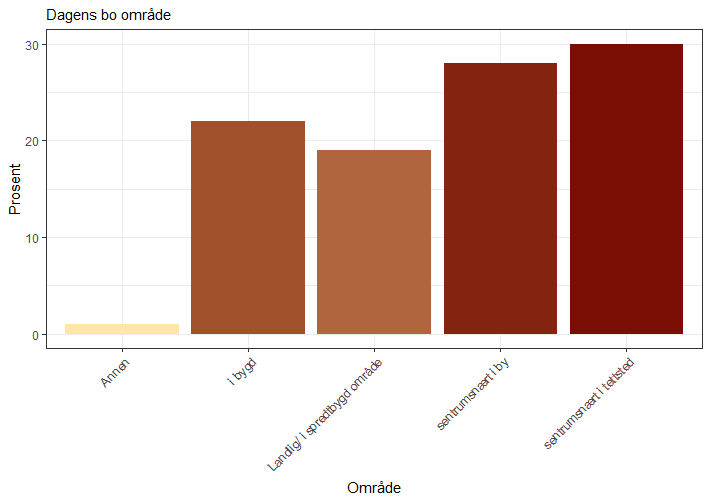 Dagens bo område
Prosent
30
20
10
0
Annen
i bygd
Landlig/ i spredtbygd område
sentrumsnært i by
sentrumsnært i tettsted
Område